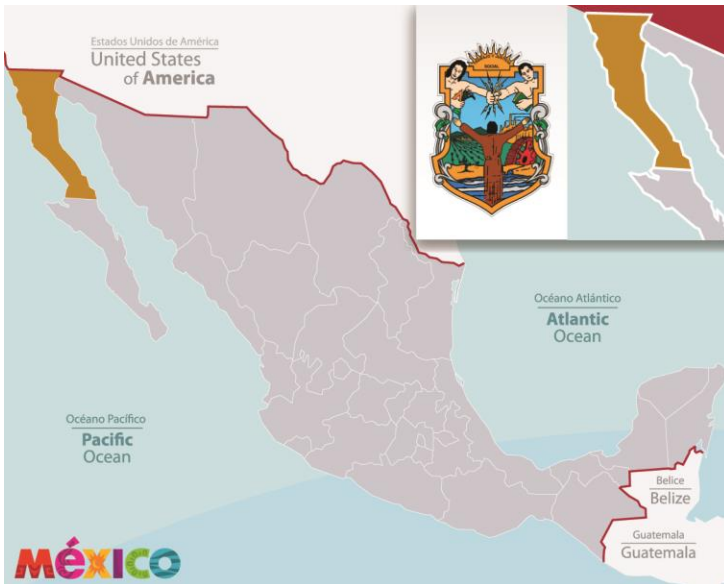 Estados Unidos de América
United States
of America
SOCIAL
Océano Atlántico
Atlantic
Ocean
Océano Pacífico
Pacific
Ocean
Belice
Belize
Guatemala
Guatemala
méxico